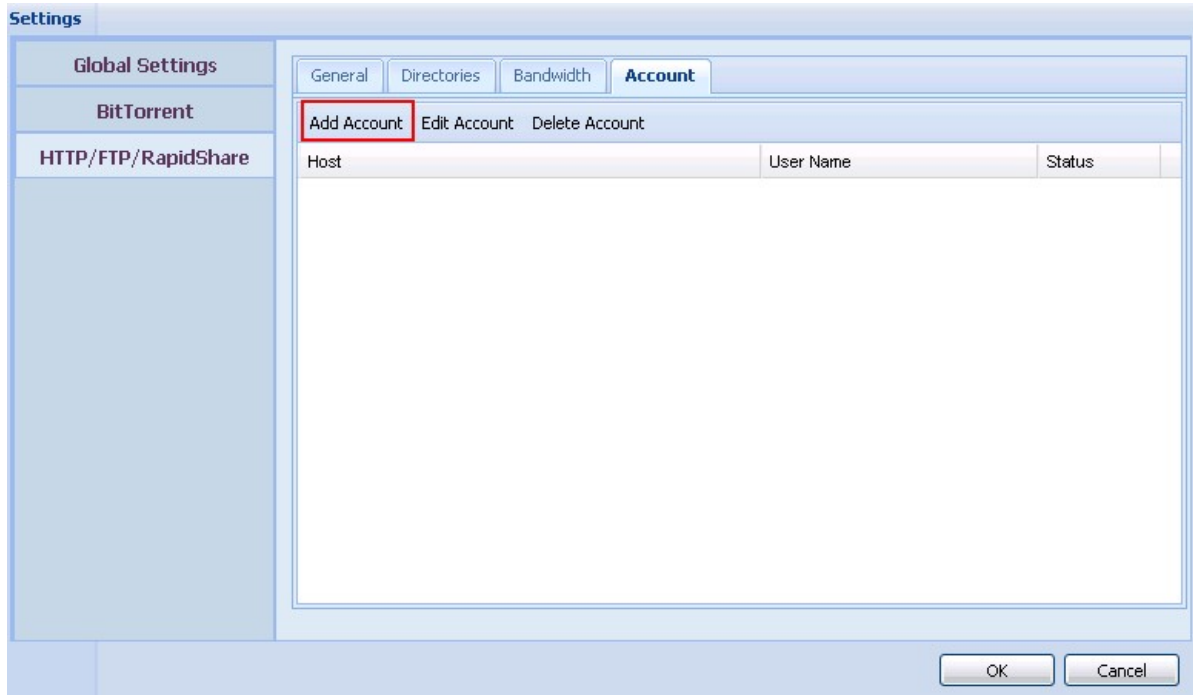 Settings
Global Settings
BitTorrent
HTTP/FTP/RapidShare
General Directories Bandwidth Account
Add Account Edit Account Delete Account
Host User Name Status
OK Cancel